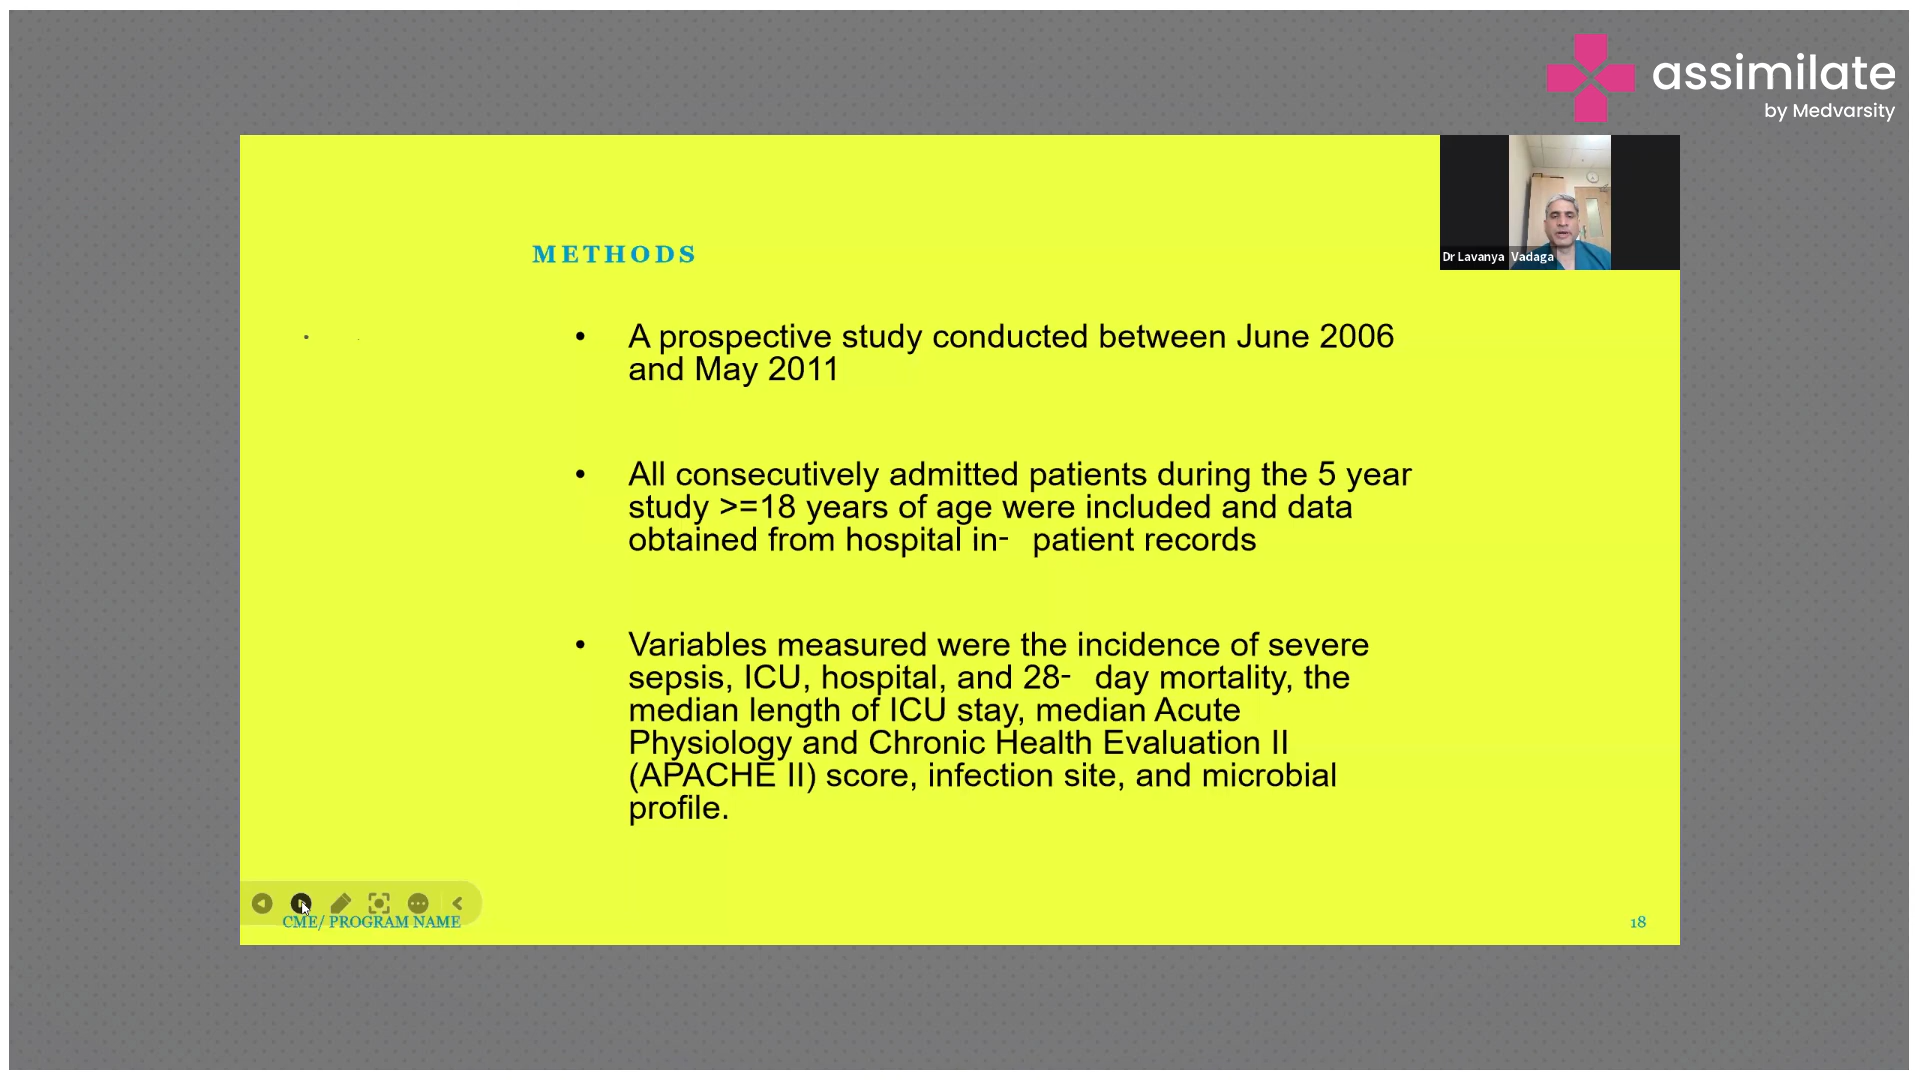 assimilate
by Medvarsity
Dr Lavanya Vadaga
METHODS
• A prospective study conducted between June 2006
and May 2011
• All consecutively admitted patients during the 5 year
study >=18 years of age were included and data
obtained from hospital in- patient records
• Variables measured were the incidence of severe
sepsis, ICU, hospital, and 28- day mortality, the
median length of ICU stay, median Acute
Physiology and Chronic Health Evaluation II
(APACHE II) score, infection site, and microbial
profile.
CME/ PROGRAM NAME
18